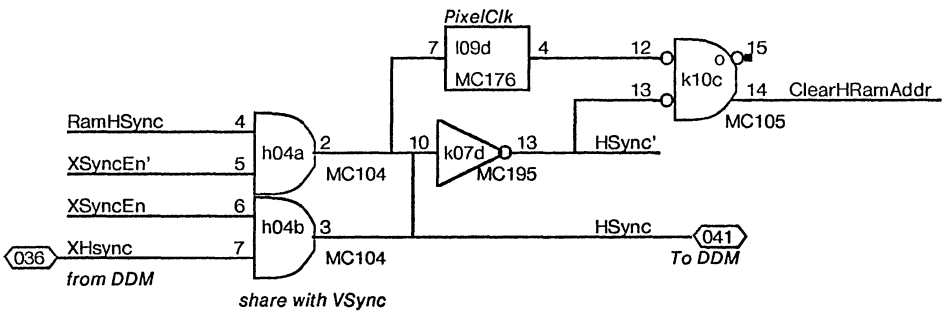 PixelClk
7 I09d 4 12 o 15
MC176 k10c
13 14 ClearHRamAddr
MC105
RamHSync 4 2 10 13 HSync'
h04a k07d
XSyncEn' 5 MC104 MC195
XSyncEn 6
h04b 3 HSync 041
XHsync 7 MC104 To DDM
036
from DDM
share with VSync